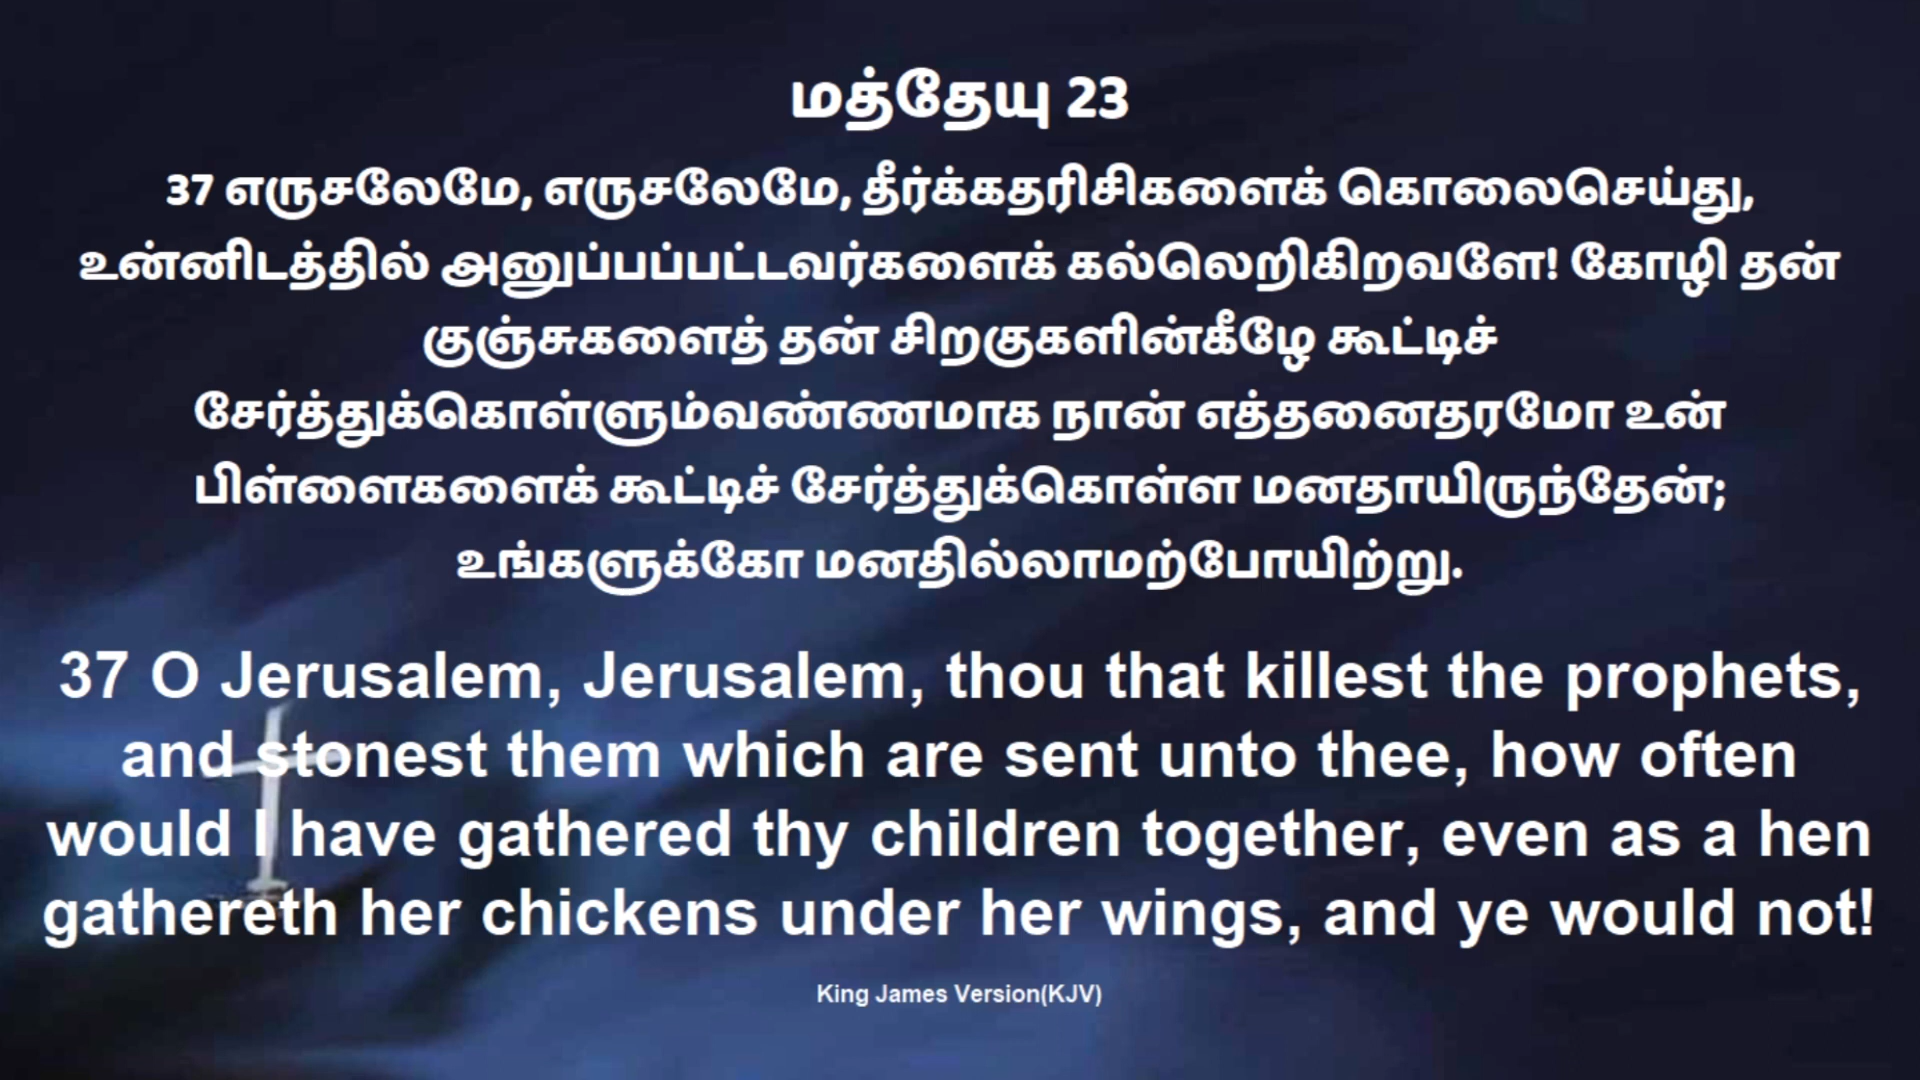 மத்தேயு 23
37 எருசலேமே, எருசலேமே, தீர்க்கதரிசிகளைக் கொலைசெய்து,
உன்னிடத்தில் அனுப்பப்பட்டவர்களைக் கல்லெறிகிறவளே! கோழி தன்
குஞ்சுகளைத் தன் சிறகுகளின்கீழே கூட்டிச்
சேர்த்துக்கொள்ளும்வண்ணமாக நான் எத்தனைதரமோ உன்
பிள்ளைகளைக் கூட்டிச் சேர்த்துக்கொள்ள மனதாயிருந்தேன்;
உங்களுக்கோ மனதில்லாமற்போயிற்று.
37 O Jerusalem, Jerusalem, thou that killest the prophets,
and stonest them which are sent unto thee, how often
would I have gathered thy children together, even as a hen
gathereth her chickens under her wings, and ye would not!
King James Version(KJV)